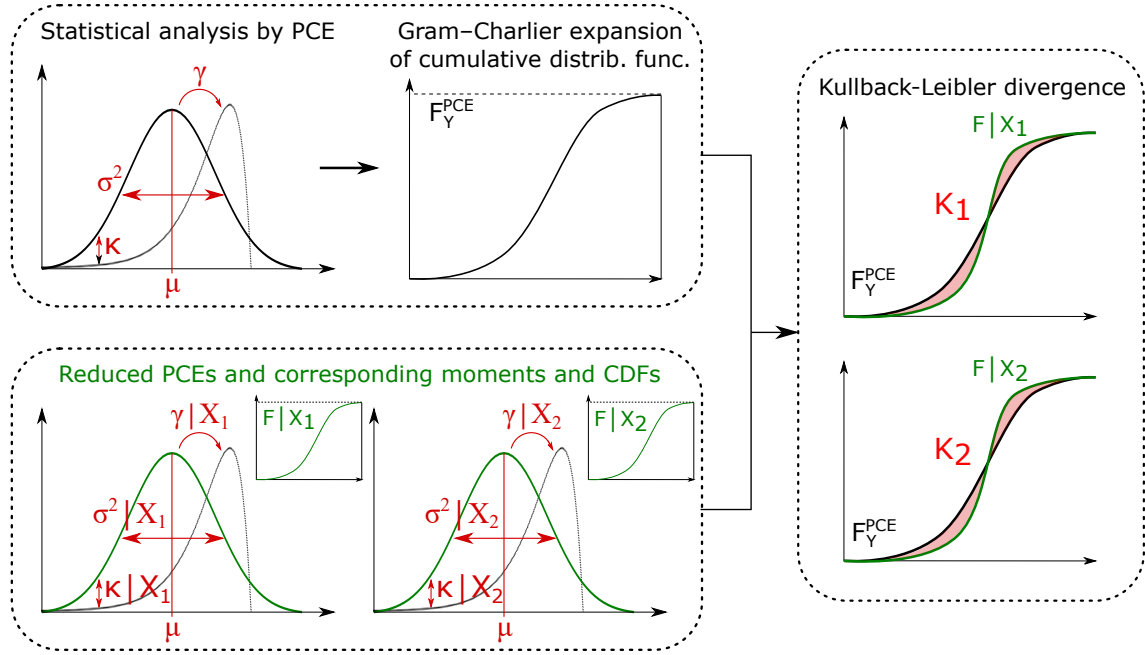 Statistical analysis by PCE
γ
σ²
κ
μ
Gram–Charlier expansion
of cumulative distrib. func.
F_Y^PCE
Reduced PCEs and corresponding moments and CDFs
γ|X₁
F|X₁
σ²|X₁
κ|X₁
μ
γ|X₂
F|X₂
σ²|X₂
κ|X₂
μ
Kullback-Leibler divergence
F|X₁
K₁
F_Y^PCE
F|X₂
K₂
F_Y^PCE